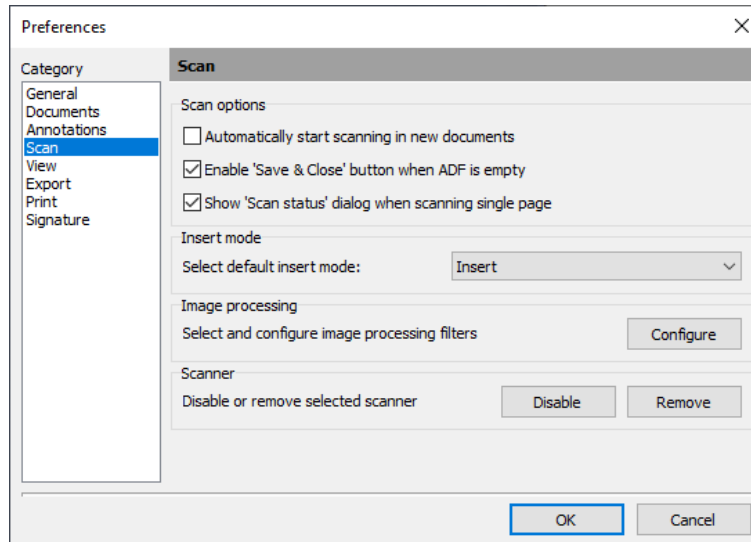 Preferences
Category
General
Documents
Annotations
Scan
View
Export
Print
Signature
Scan
Scan options
Automatically start scanning in new documents
Enable 'Save & Close' button when ADF is empty
Show 'Scan status' dialog when scanning single page
Insert mode
Select default insert mode: Insert
Image processing
Select and configure image processing filters Configure
Scanner
Disable or remove selected scanner Disable Remove
OK Cancel